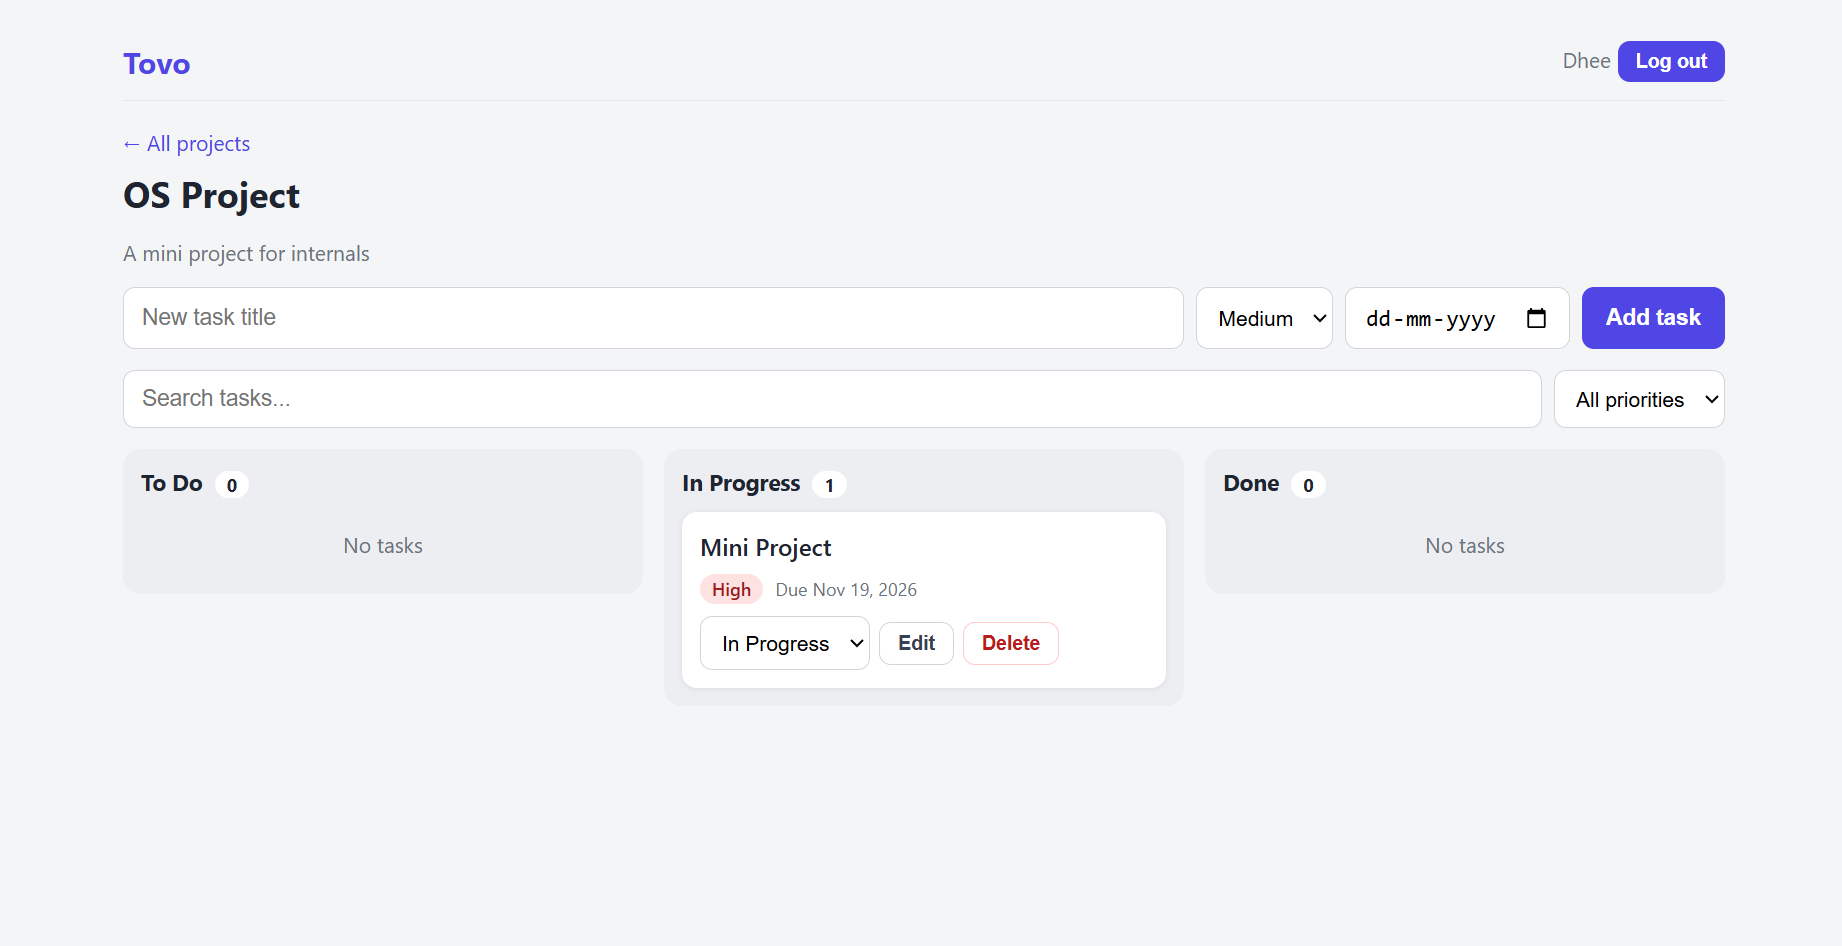 Tovo
Dhee Log out
← All projects
OS Project
A mini project for internals
New task title Medium dd-mm-yyyy Add task
Search tasks... All priorities
To Do 0
No tasks
In Progress 1
Mini Project
High Due Nov 19, 2026
In Progress Edit Delete
Done 0
No tasks